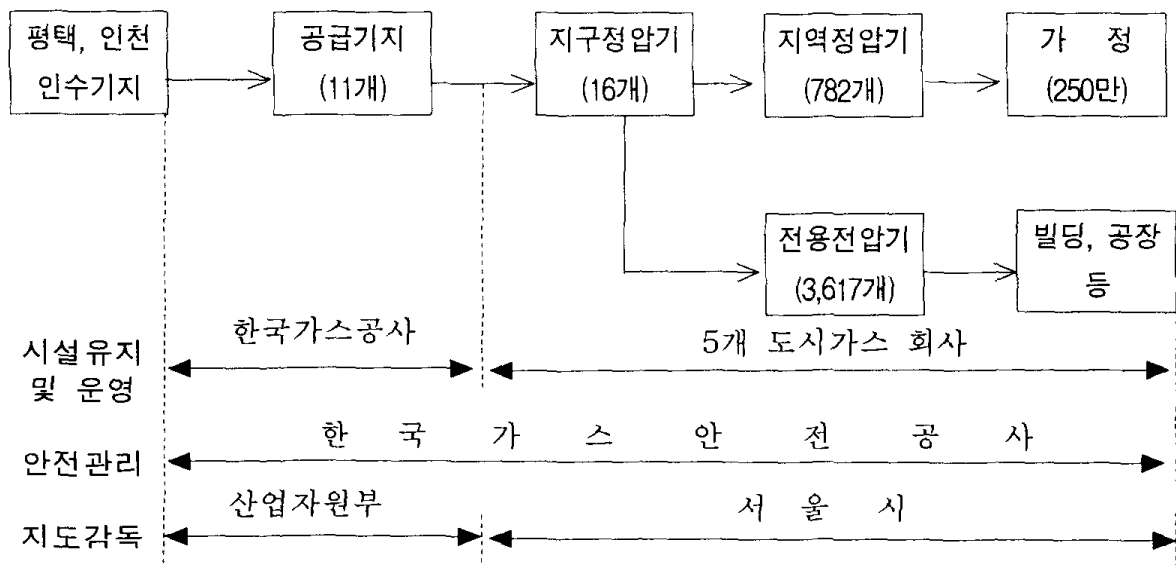 평택, 인천
인수기지
공급기지
(11개)
지구정압기
(16개)
지역정압기
(782개)
가 정
(250만)
전용전압기
(3,617개)
빌딩, 공장
등
시설유지
및 운영
한국가스공사
5개 도시가스 회사
안전관리
한 국 가 스 안 전 공 사
지도감독
산업자원부
서 울 시